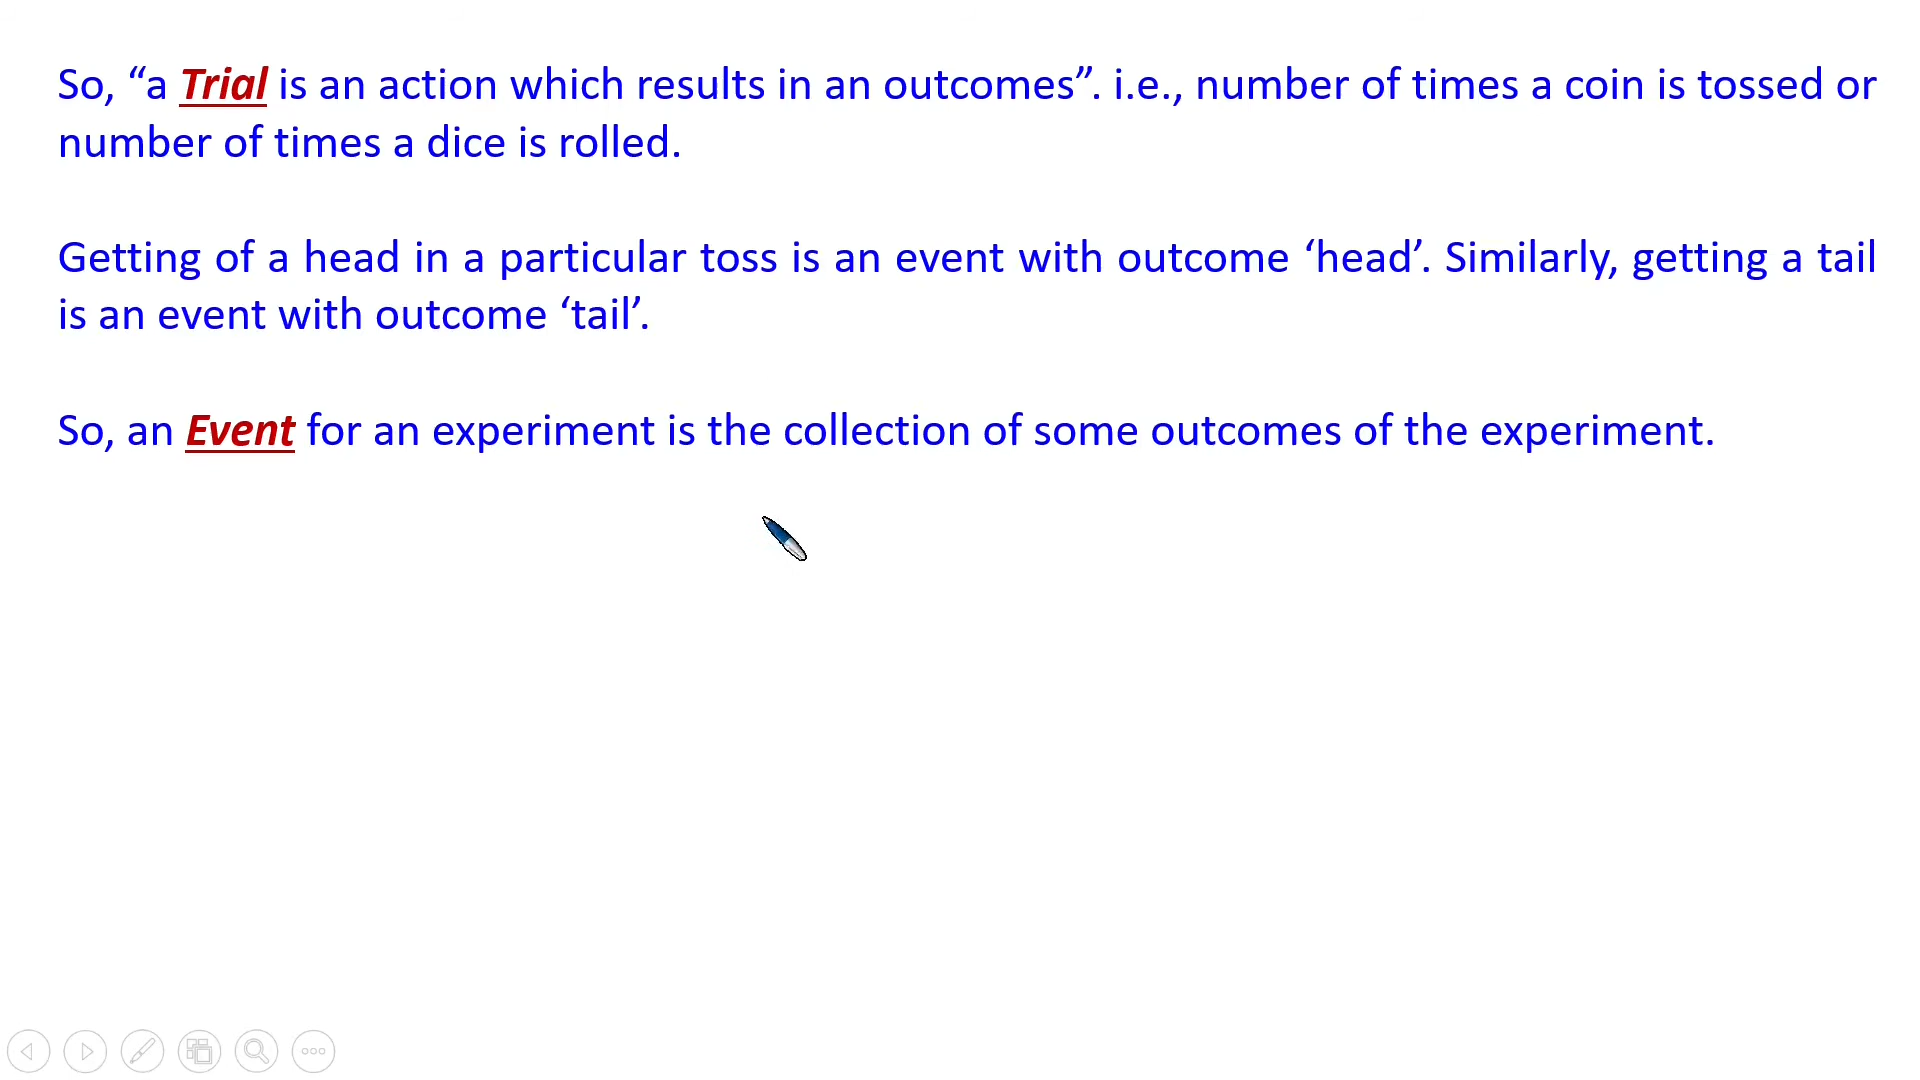 So, “a Trial is an action which results in an outcomes”. i.e., number of times a coin is tossed or
number of times a dice is rolled.
Getting of a head in a particular toss is an event with outcome ‘head’. Similarly, getting a tail
is an event with outcome ‘tail’.
So, an Event for an experiment is the collection of some outcomes of the experiment.